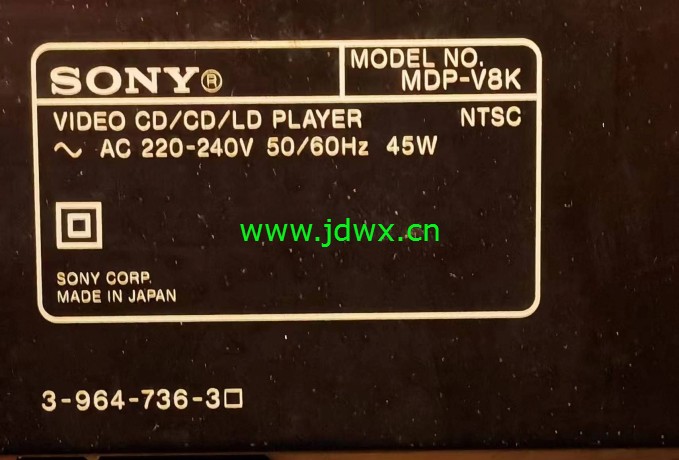 SONY®
MODEL NO.
MDP-V8K
VIDEO CD/CD/LD PLAYER NTSC
~ AC 220-240V 50/60Hz 45W
www.jdwx.cn
SONY CORP.
MADE IN JAPAN
3-964-736-3□